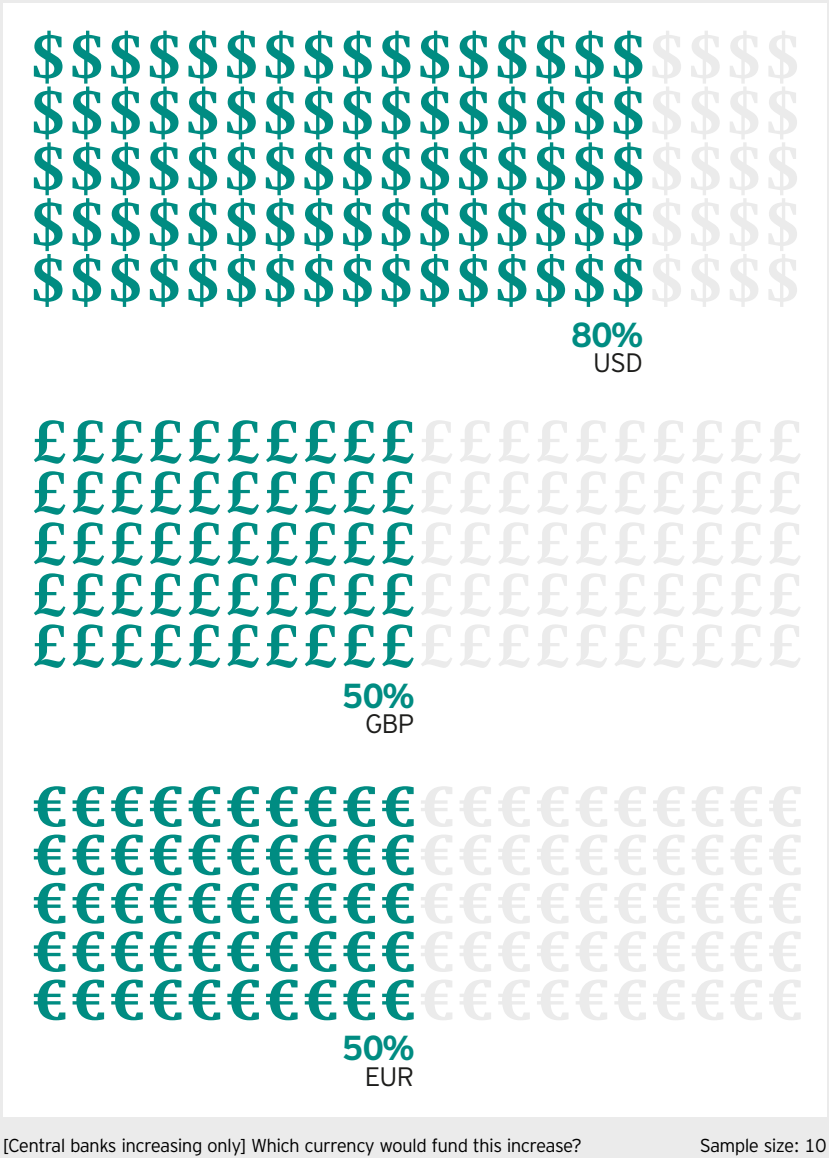 $ $ $ $ $ $ $ $ $ $ $ $ $ $ $ $ $ $ $ $
$ $ $ $ $ $ $ $ $ $ $ $ $ $ $ $ $ $ $ $
$ $ $ $ $ $ $ $ $ $ $ $ $ $ $ $ $ $ $ $
$ $ $ $ $ $ $ $ $ $ $ $ $ $ $ $ $ $ $ $
$ $ $ $ $ $ $ $ $ $ $ $ $ $ $ $ $ $ $ $
80%
USD
£ £ £ £ £ £ £ £ £ £ £ £ £ £ £ £ £ £ £ £
£ £ £ £ £ £ £ £ £ £ £ £ £ £ £ £ £ £ £ £
£ £ £ £ £ £ £ £ £ £ £ £ £ £ £ £ £ £ £ £
£ £ £ £ £ £ £ £ £ £ £ £ £ £ £ £ £ £ £ £
£ £ £ £ £ £ £ £ £ £ £ £ £ £ £ £ £ £ £ £
50%
GBP
€ € € € € € € € € € € € € € € € € € € €
€ € € € € € € € € € € € € € € € € € € €
€ € € € € € € € € € € € € € € € € € € €
€ € € € € € € € € € € € € € € € € € € €
€ € € € € € € € € € € € € € € € € € € €
50%
EUR
[Central banks increasing only] Which currency would fund this increase? Sample size: 10